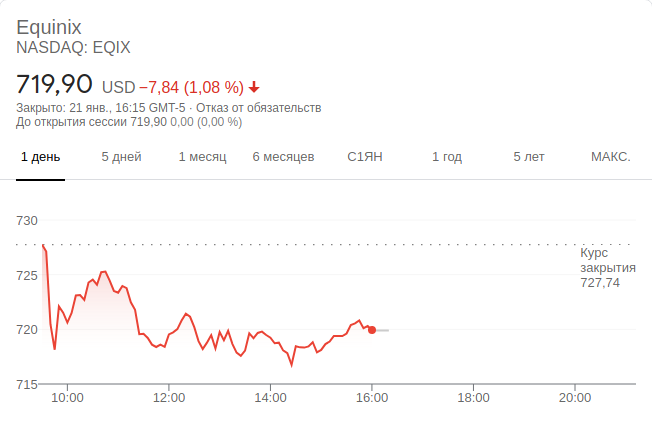 Equinix
NASDAQ: EQIX
719,90 USD −7,84 (1,08 %)
Закрыто: 21 янв., 16:15 GMT-5 · Отказ от обязательств
До открытия сессии 719,90 0,00 (0,00 %)
1 день 5 дней 1 месяц 6 месяцев С1ЯН 1 год 5 лет МАКС.
730
Курс
закрытия
727,74
725
720
715
10:00 12:00 14:00 16:00 18:00 20:00